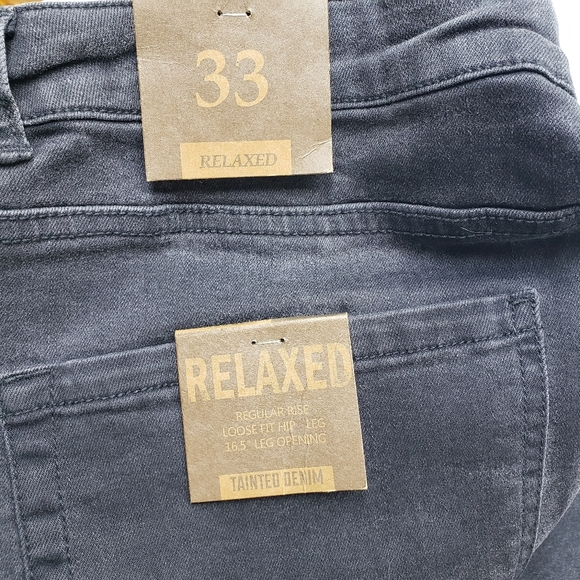 33
RELAXED
RELAXED
REGULAR RISE
LOOSE FIT HIP LEG
16.5" LEG OPENING
TAINTED DENIM